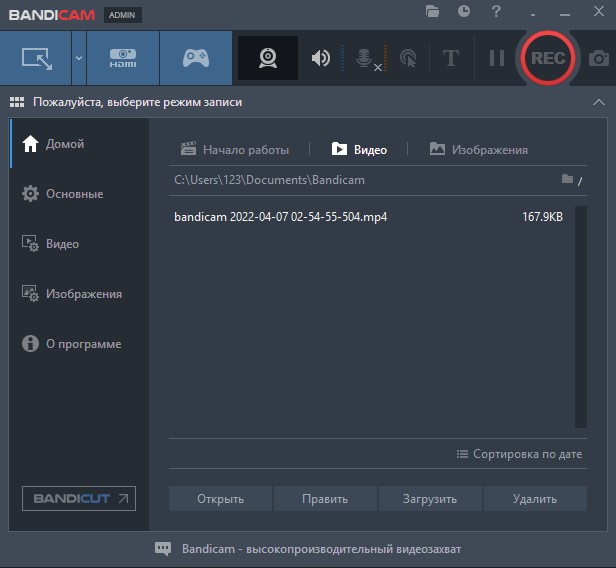 BANDICAM ADMIN
?
HDMI T REC
Пожалуйста, выберите режим записи
Домой
Основные
Видео
Изображения
О программе
BANDICUT
Начало работы Видео Изображения
C:\Users\123\Documents\Bandicam /
bandicam 2022-04-07 02-54-55-504.mp4 167.9KB
Сортировка по дате
Открыть Править Загрузить Удалить
Bandicam - высокопроизводительный видеозахват